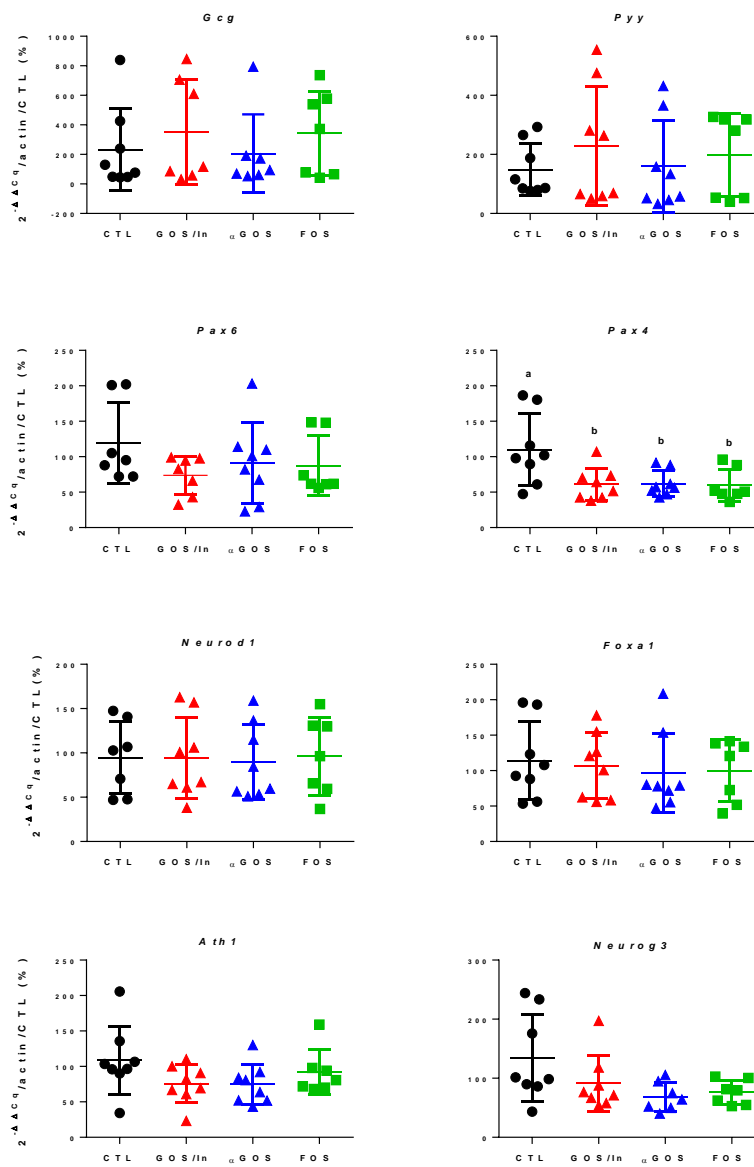 Gcg
2^-ΔΔCq/actin/CTL (%)
1000
800
600
400
200
0
-200
CTL GOS/In αGOS FOS
Pyy
600
400
200
0
CTL GOS/In αGOS FOS
Pax6
2^-ΔΔCq/actin/CTL (%)
250
200
150
100
50
0
CTL GOS/In αGOS FOS
Pax4
250
200
150
100
50
0
a
b
b
b
CTL GOS/In αGOS FOS
Neurod1
2^-ΔΔCq/actin/CTL(%)
200
150
100
50
0
CTL GOS/In αGOS FOS
Foxa1
250
200
150
100
50
0
CTL GOS/In αGOS FOS
Ath1
2^-ΔΔCq/actin/CTL (%)
250
200
150
100
50
0
CTL GOS/In αGOS FOS
Neurog3
300
200
100
0
CTL GOS/In αGOS FOS